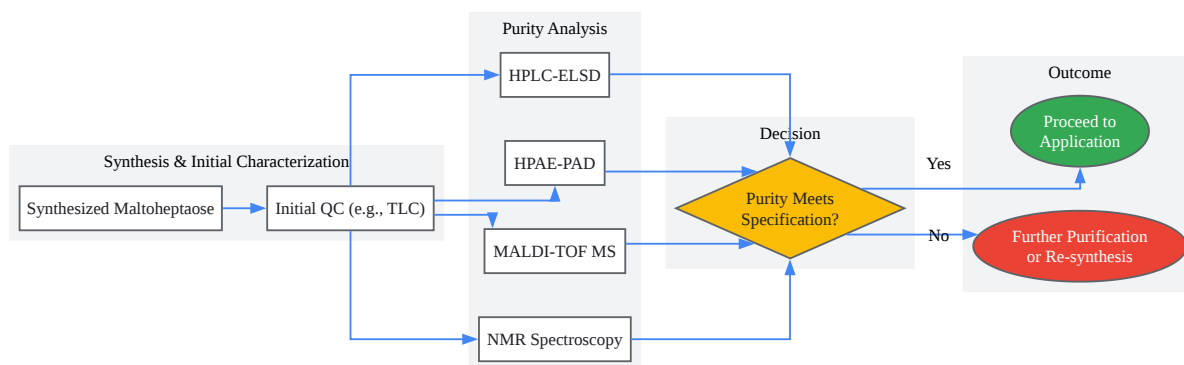 Synthesis & Initial Characterization
Synthesized Maltoheptaose
Initial QC (e.g., TLC)
Purity Analysis
HPLC-ELSD
HPAE-PAD
MALDI-TOF MS
NMR Spectroscopy
Decision
Purity Meets
Specification?
Yes
No
Outcome
Proceed to
Application
Further Purification
or Re-synthesis